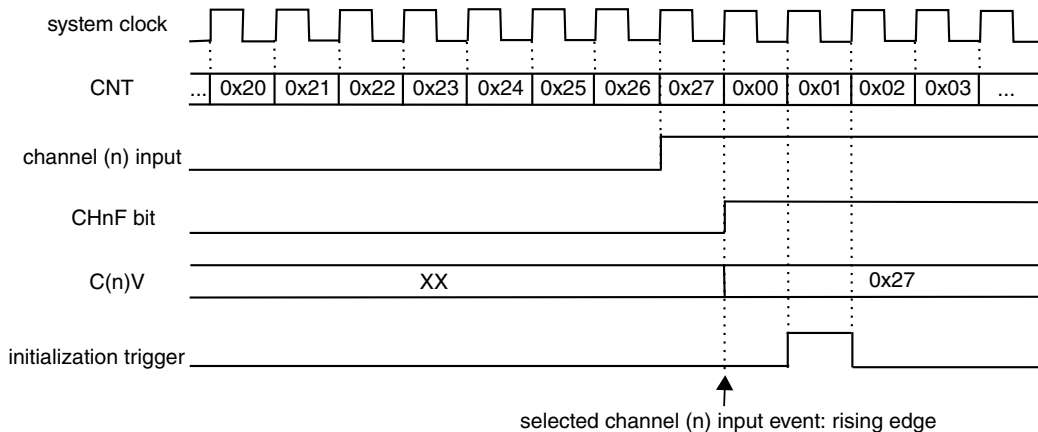 system clock
CNT ... 0x20 0x21 0x22 0x23 0x24 0x25 0x26 0x27 0x00 0x01 0x02 0x03 ...
channel (n) input
CHnF bit
C(n)V XX 0x27
initialization trigger
selected channel (n) input event: rising edge